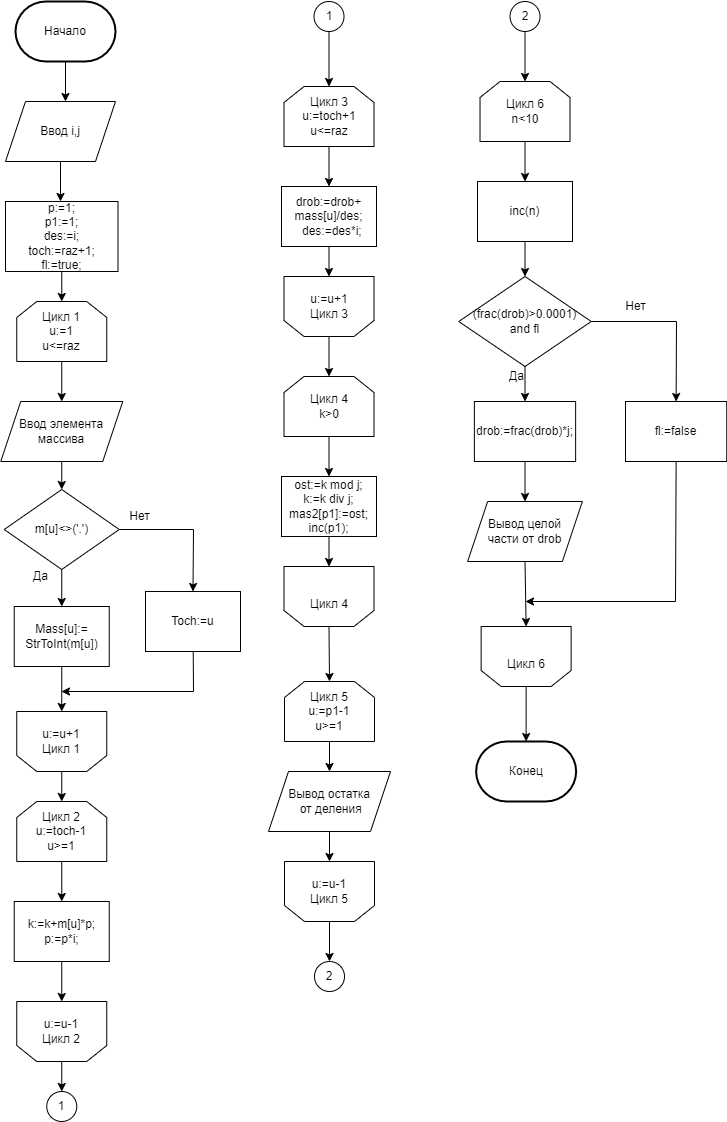 Начало
Ввод i,j
p:=1;
p1:=1;
des:=i;
toch:=raz+1;
fl:=true;
Цикл 1
u:=1
u<=raz
Ввод элемента
массива
m[u]<>('.')
Нет
Да
Mass[u]:=
StrToInt(m[u])
Toch:=u
u:=u+1
Цикл 1
Цикл 2
u:=toch-1
u>=1
k:=k+m[u]*p;
p:=p*i;
u:=u-1
Цикл 2
1
1
Цикл 3
u:=toch+1
u<=raz
drob:=drob+
mass[u]/des;
des:=des*i;
u:=u+1
Цикл 3
Цикл 4
k>0
ost:=k mod j;
k:=k div j;
mas2[p1]:=ost;
inc(p1);
Цикл 4
Цикл 5
u:=p1-1
u>=1
Вывод остатка
от деления
u:=u-1
Цикл 5
2
2
Цикл 6
n<10
inc(n)
(frac(drob)>0.0001)
and fl
Нет
Да
drob:=frac(drob)*j;
fl:=false
Вывод целой
части от drob
Цикл 6
Конец